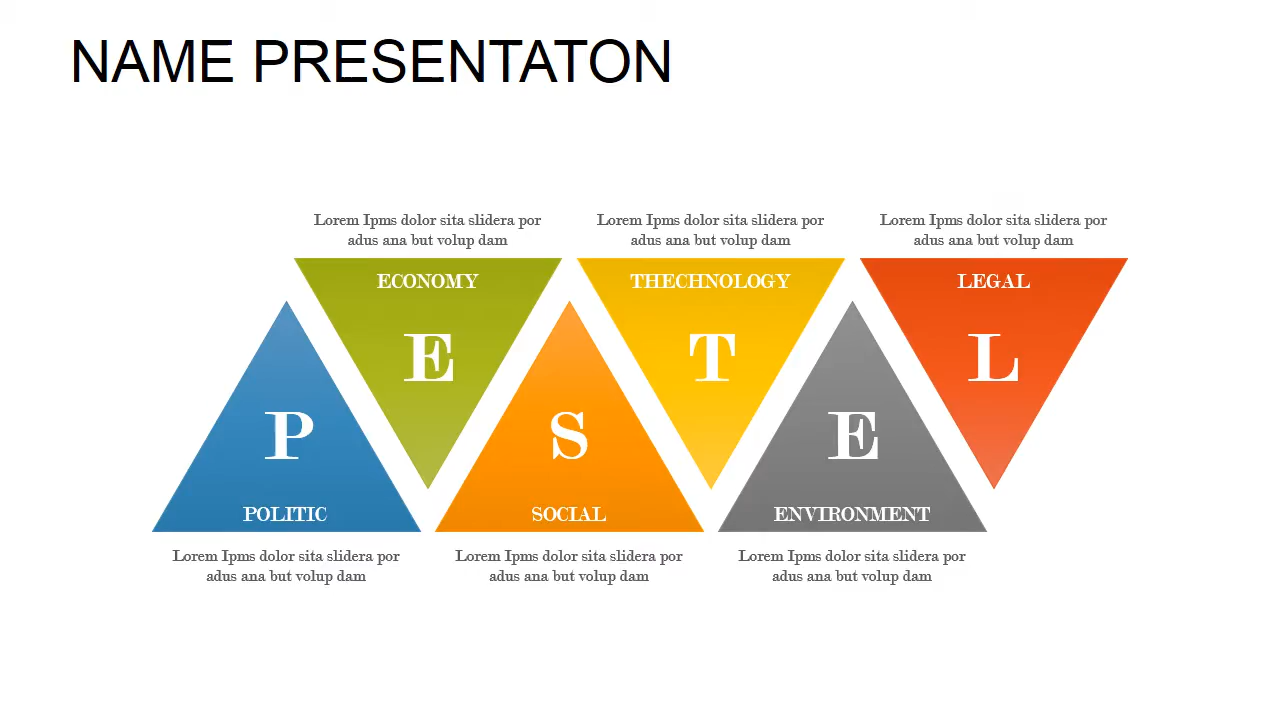 NAME PRESENTATON
Lorem Ipms dolor sita slidera por
adus ana but volup dam
Lorem Ipms dolor sita slidera por
adus ana but volup dam
Lorem Ipms dolor sita slidera por
adus ana but volup dam
ECONOMY
THECHNOLOGY
LEGAL
E
T
L
P
S
E
POLITIC
SOCIAL
ENVIRONMENT
Lorem Ipms dolor sita slidera por
adus ana but volup dam
Lorem Ipms dolor sita slidera por
adus ana but volup dam
Lorem Ipms dolor sita slidera por
adus ana but volup dam